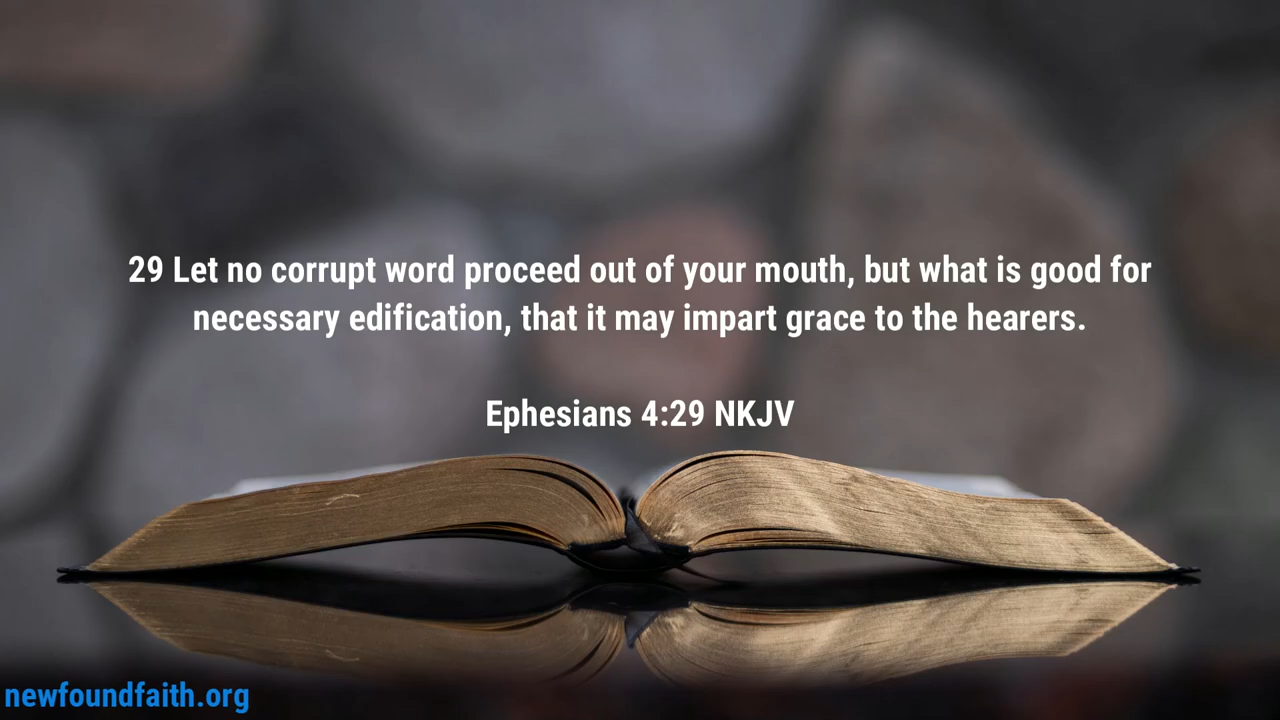 29 Let no corrupt word proceed out of your mouth, but what is good for
necessary edification, that it may impart grace to the hearers.
Ephesians 4:29 NKJV
newfoundfaith.org